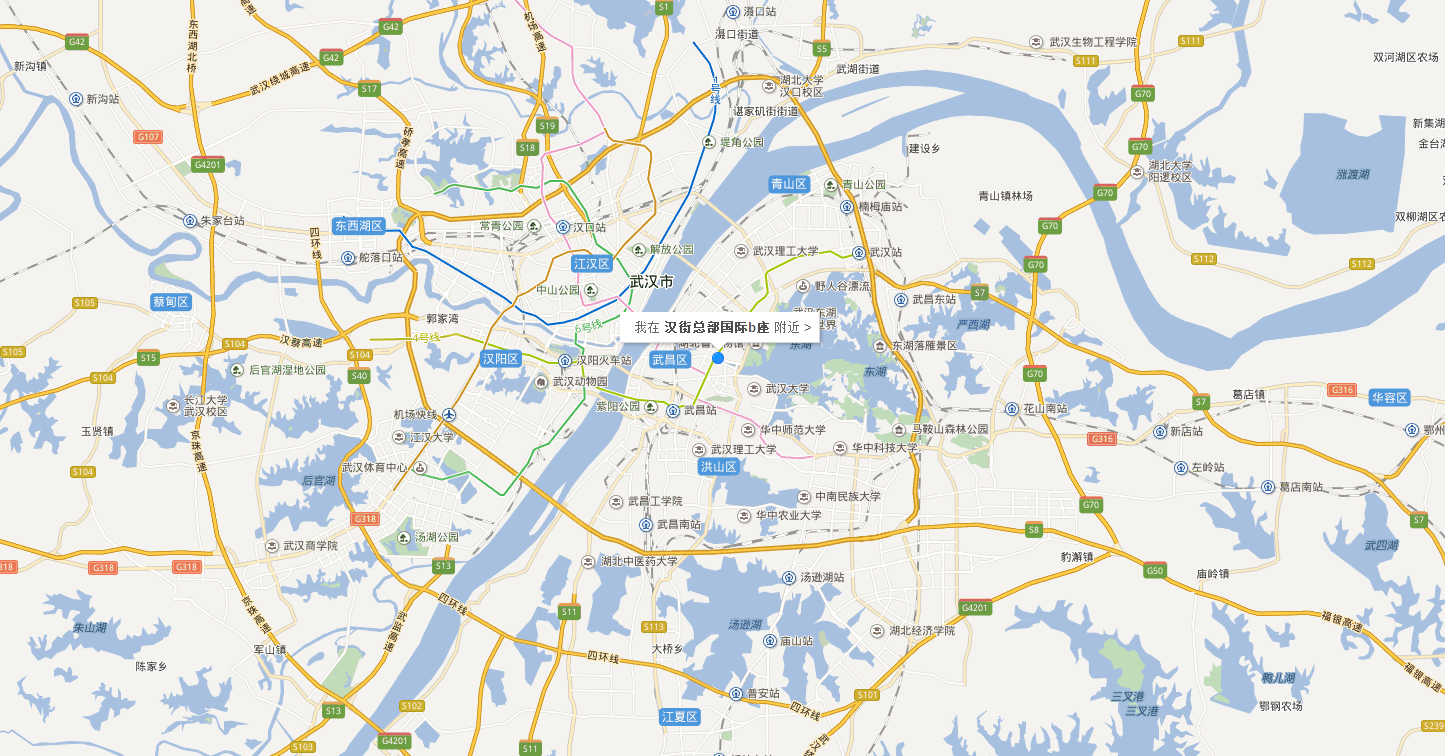 S1
滠口站
G42
G42
G42
机场高速
东西湖北桥
滠口街道
S5
武汉生物工程学院
S111
S111
双河湖区农场
新沟镇
武汉绕城高速
武湖街道
湖北大学
汉口校区
1号线
S17
新沟站
G70
谌家矶街街道
S19
新集湖
G107
硚孝高速
S18
堤角公园
建设乡
G70
金台湖
G4201
湖北大学
阳逻校区
涨渡湖
青山区
青山公园
青山镇林场
G70
楠姆庙站
朱家台站
东西湖区
常青公园
汉口站
G70
双柳湖区农
四环线
解放公园
武汉理工大学
武汉站
舵落口站
江汉区
G70
S112
S112
武汉市
中山公园
野人谷漂流
S7
蔡甸区
S105
武昌东站
郭家湾
6号线
我在 汉街总部国际b座 附近 >
严西湖
4号线
S105
S15
S104
汉蔡高速
S104
汉阳区
汉阳火车站
武昌区
东湖
东湖落雁景区
后官湖湿地公园
S104
S40
武汉动物园
武汉大学
东湖
G70
G316
葛店镇
华容区
S7
长江大学
武汉校区
机场快线
紫阳公园
武昌站
花山南站
玉贤镇
京珠高速
江汉大学
华中师范大学
马鞍山森林公园
G316
新店站
鄂州
武汉理工大学
华中科技大学
武汉体育中心
洪山区
左岭站
S104
后官湖
葛店南站
武昌工学院
中南民族大学
G70
G318
华中农业大学
武昌南站
S8
S7
武汉商学院
汤湖公园
武四湖
G318
G318
G318
S13
湖北中医药大学
豹澥镇
G50
庙岭镇
汤逊湖站
京珠高速
四环线
武监高速
S11
G4201
福银高速
朱山湖
S113
汤逊湖
湖北经济学院
庙山站
军山镇
大桥乡
陈家乡
四环线
福银高速
鸭儿湖
普安站
S101
三叉港
三叉港
鄂钢农场
S13
S102
四环线
江夏区
S239
G4201
S103
S11